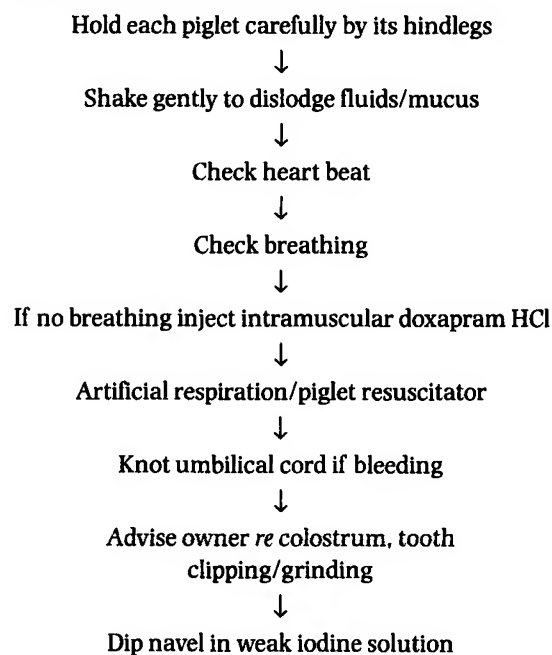 Hold each piglet carefully by its hindlegs
↓
Shake gently to dislodge fluids/mucus
↓
Check heart beat
↓
Check breathing
↓
If no breathing inject intramuscular doxapram HCl
↓
Artificial respiration/piglet resuscitator
↓
Knot umbilical cord if bleeding
↓
Advise owner re colostrum, tooth
clipping/grinding
↓
Dip navel in weak iodine solution